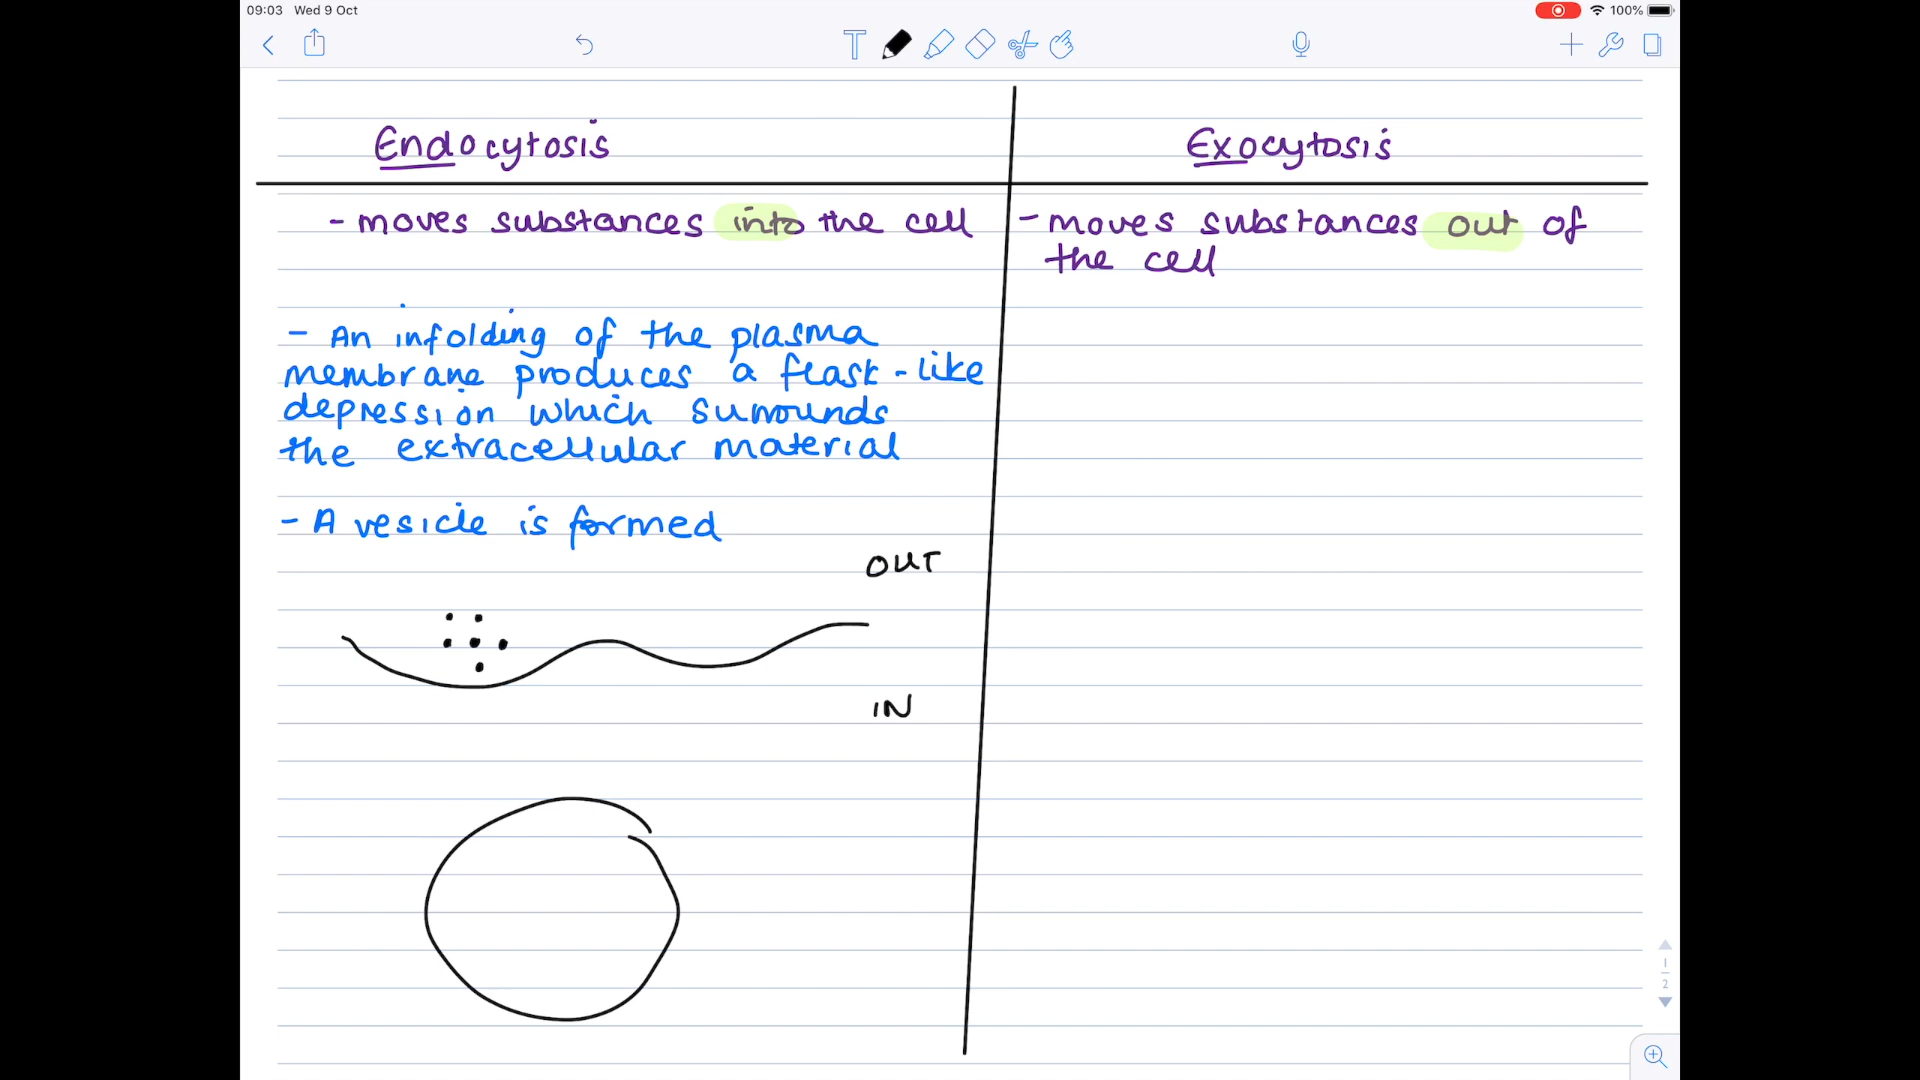 09:03 Wed 9 Oct
100%
T
Endocytosis
Exocytosis
- moves substances into the cell
- moves substances out of
the cell
- An infolding of the plasma
membrane produces a flask-like
depression which surrounds
the extracellular material
- A vesicle is formed
OUT
IN
1
2